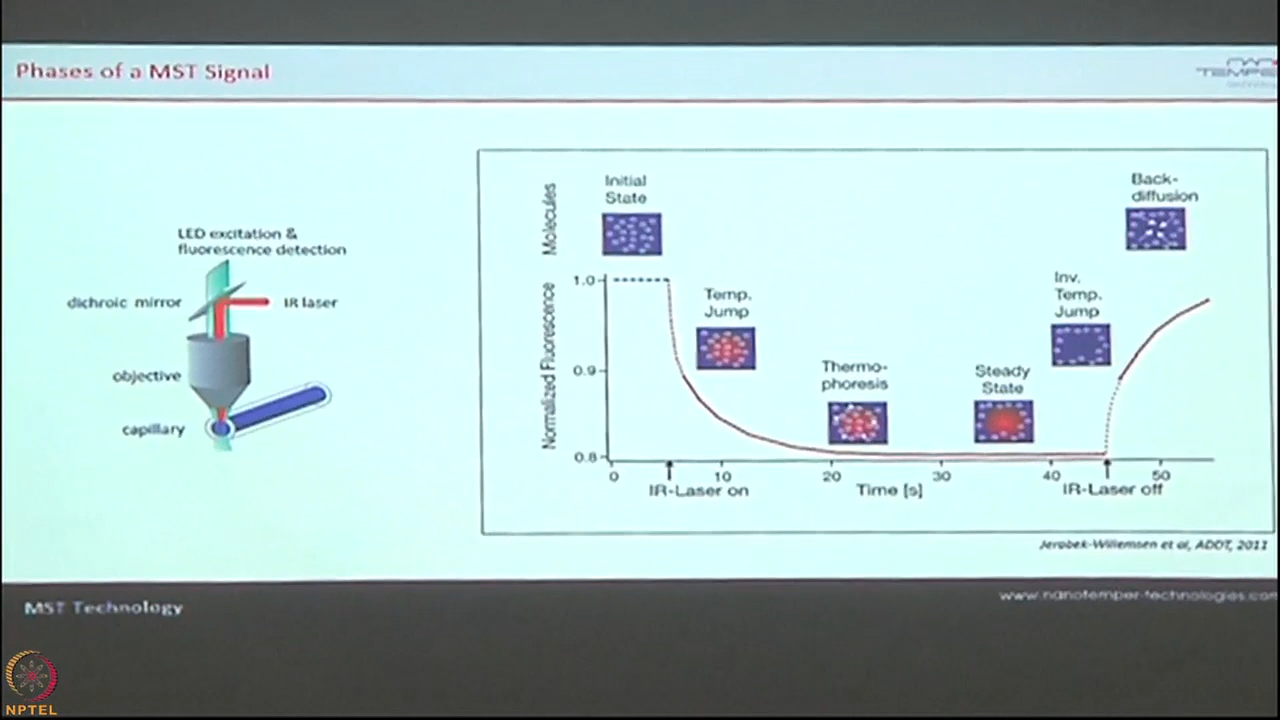 Phases of a MST Signal
LED excitation &
fluorescence detection
dichroic mirror
IR laser
objective
capillary
Molecules
Normalized Fluorescence
Initial
State
Temp.
Jump
Thermo-
phoresis
Steady
State
Inv.
Temp.
Jump
Back-
diffusion
1.0
0.9
0.8
0
10
20
30
40
50
IR-Laser on
Time [s]
IR-Laser off
Jerabek-Willemsen et al, ADDT, 2011
MST Technology
www.nanotemper-technologies.com
NPTEL